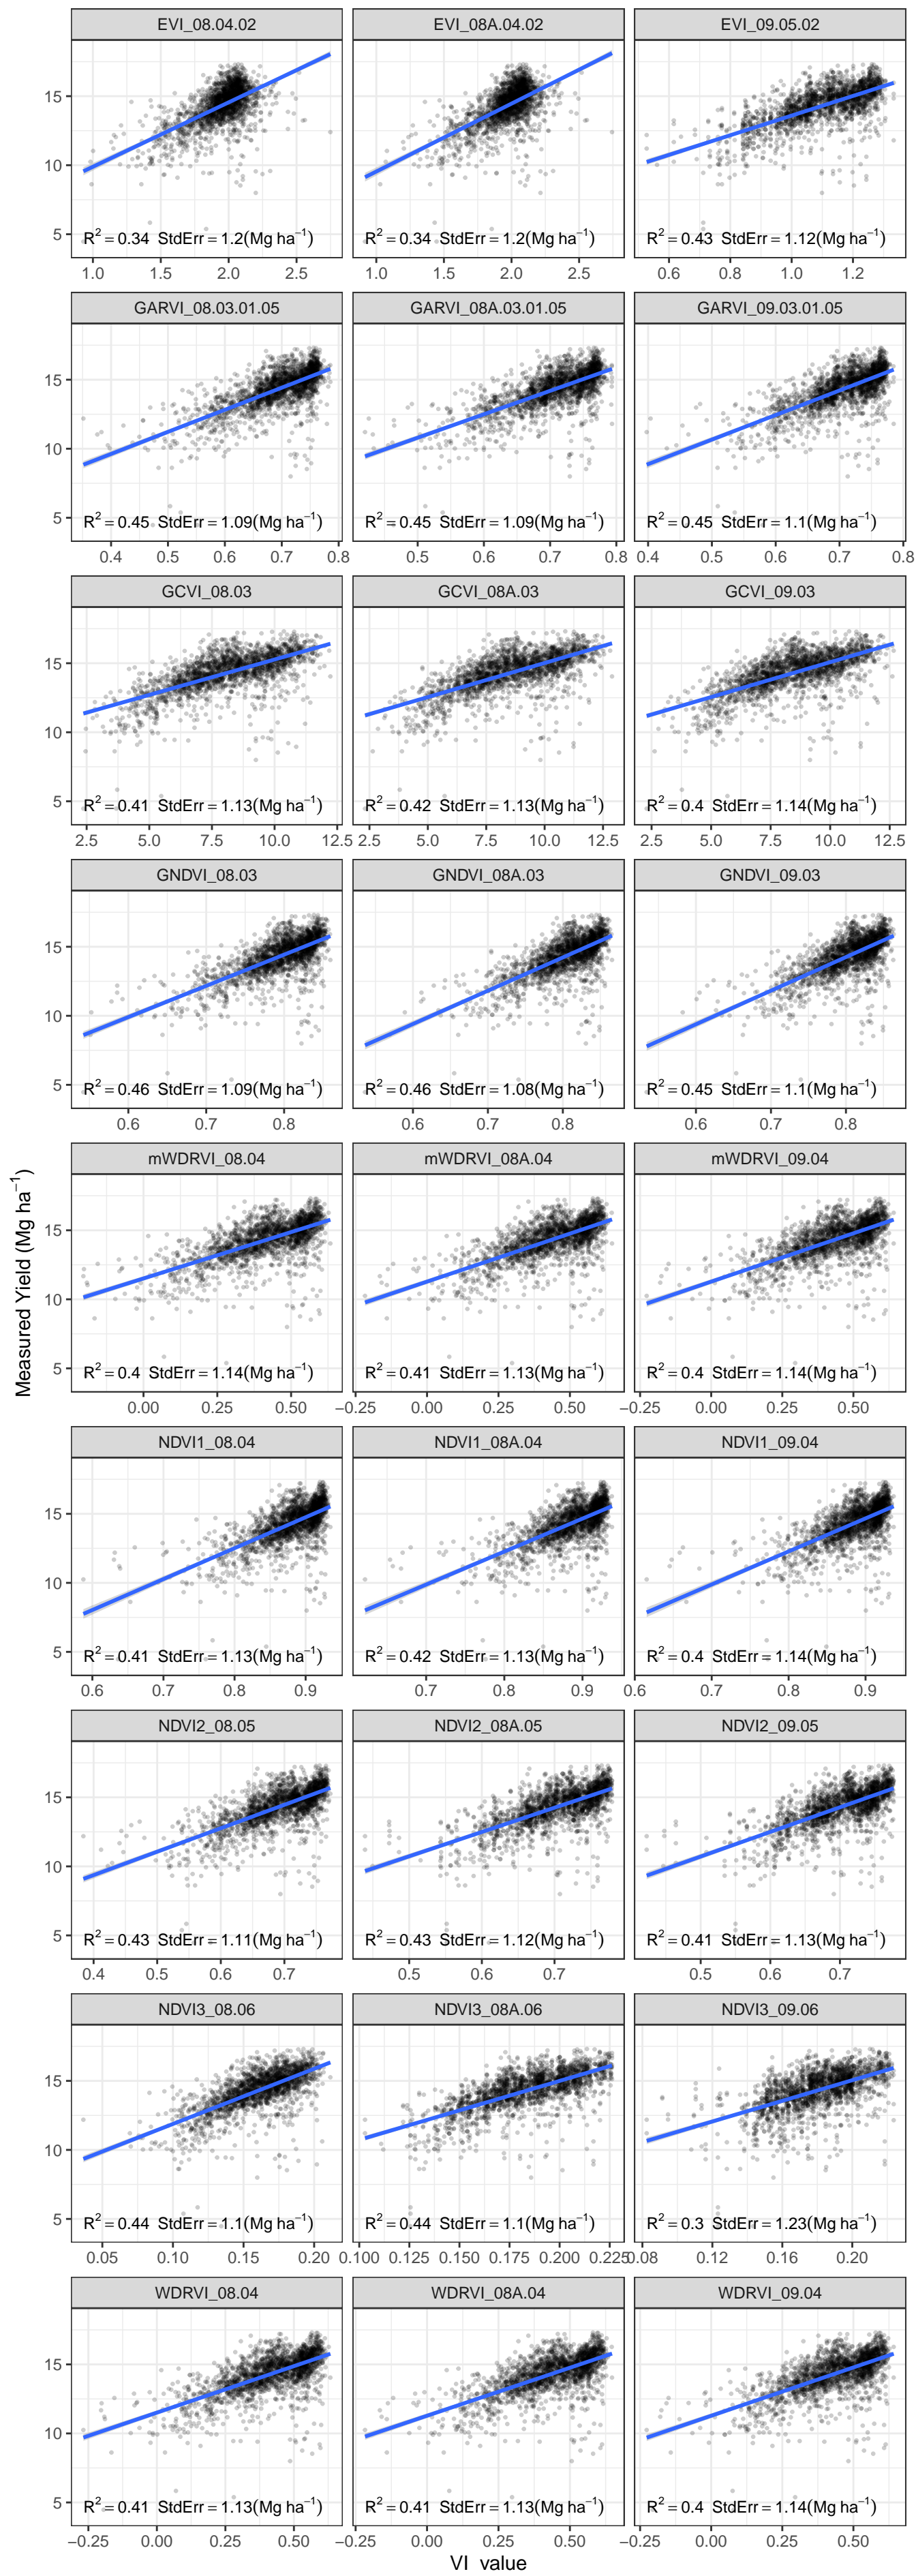 EVI_08.04.02 EVI_08A.04.02 EVI_09.05.02
15
10
5
R² = 0.34 StdErr = 1.2(Mg ha⁻¹) R² = 0.34 StdErr = 1.2(Mg ha⁻¹) R² = 0.43 StdErr = 1.12(Mg ha⁻¹)
1.0 1.5 2.0 2.5 1.0 1.5 2.0 2.5 0.6 0.8 1.0 1.2
GARVI_08.03.01.05 GARVI_08A.03.01.05 GARVI_09.03.01.05
15
10
5
R² = 0.45 StdErr = 1.09(Mg ha⁻¹) R² = 0.45 StdErr = 1.09(Mg ha⁻¹) R² = 0.45 StdErr = 1.1(Mg ha⁻¹)
0.4 0.5 0.6 0.7 0.8 0.5 0.6 0.7 0.8 0.4 0.5 0.6 0.7 0.8
GCVI_08.03 GCVI_08A.03 GCVI_09.03
15
10
5
R² = 0.41 StdErr = 1.13(Mg ha⁻¹) R² = 0.42 StdErr = 1.13(Mg ha⁻¹) R² = 0.4 StdErr = 1.14(Mg ha⁻¹)
2.5 5.0 7.5 10.0 12.5 2.5 5.0 7.5 10.0 12.5 2.5 5.0 7.5 10.0 12.5
GNDVI_08.03 GNDVI_08A.03 GNDVI_09.03
15
10
5
R² = 0.46 StdErr = 1.09(Mg ha⁻¹) R² = 0.46 StdErr = 1.08(Mg ha⁻¹) R² = 0.45 StdErr = 1.1(Mg ha⁻¹)
0.6 0.7 0.8 0.6 0.7 0.8 0.6 0.7 0.8
Measured Yield (Mg ha⁻¹)
mWDRVI_08.04 mWDRVI_08A.04 mWDRVI_09.04
15
10
5
R² = 0.4 StdErr = 1.14(Mg ha⁻¹) R² = 0.41 StdErr = 1.13(Mg ha⁻¹) R² = 0.4 StdErr = 1.14(Mg ha⁻¹)
0.00 0.25 0.50 −0.25 0.00 0.25 0.50 −0.25 0.00 0.25 0.50
NDVI1_08.04 NDVI1_08A.04 NDVI1_09.04
15
10
5
R² = 0.41 StdErr = 1.13(Mg ha⁻¹) R² = 0.42 StdErr = 1.13(Mg ha⁻¹) R² = 0.4 StdErr = 1.14(Mg ha⁻¹)
0.6 0.7 0.8 0.9 0.7 0.8 0.9 0.6 0.7 0.8 0.9
NDVI2_08.05 NDVI2_08A.05 NDVI2_09.05
15
10
5
R² = 0.43 StdErr = 1.11(Mg ha⁻¹) R² = 0.43 StdErr = 1.12(Mg ha⁻¹) R² = 0.41 StdErr = 1.13(Mg ha⁻¹)
0.4 0.5 0.6 0.7 0.5 0.6 0.7 0.5 0.6 0.7
NDVI3_08.06 NDVI3_08A.06 NDVI3_09.06
15
10
5
R² = 0.44 StdErr = 1.1(Mg ha⁻¹) R² = 0.44 StdErr = 1.1(Mg ha⁻¹) R² = 0.3 StdErr = 1.23(Mg ha⁻¹)
0.05 0.10 0.15 0.20 0.100 0.125 0.150 0.175 0.200 0.225 0.08 0.12 0.16 0.20
WDRVI_08.04 WDRVI_08A.04 WDRVI_09.04
15
10
5
R² = 0.41 StdErr = 1.13(Mg ha⁻¹) R² = 0.41 StdErr = 1.13(Mg ha⁻¹) R² = 0.4 StdErr = 1.14(Mg ha⁻¹)
−0.25 0.00 0.25 0.50 −0.25 0.00 0.25 0.50 −0.25 0.00 0.25 0.50
VI value